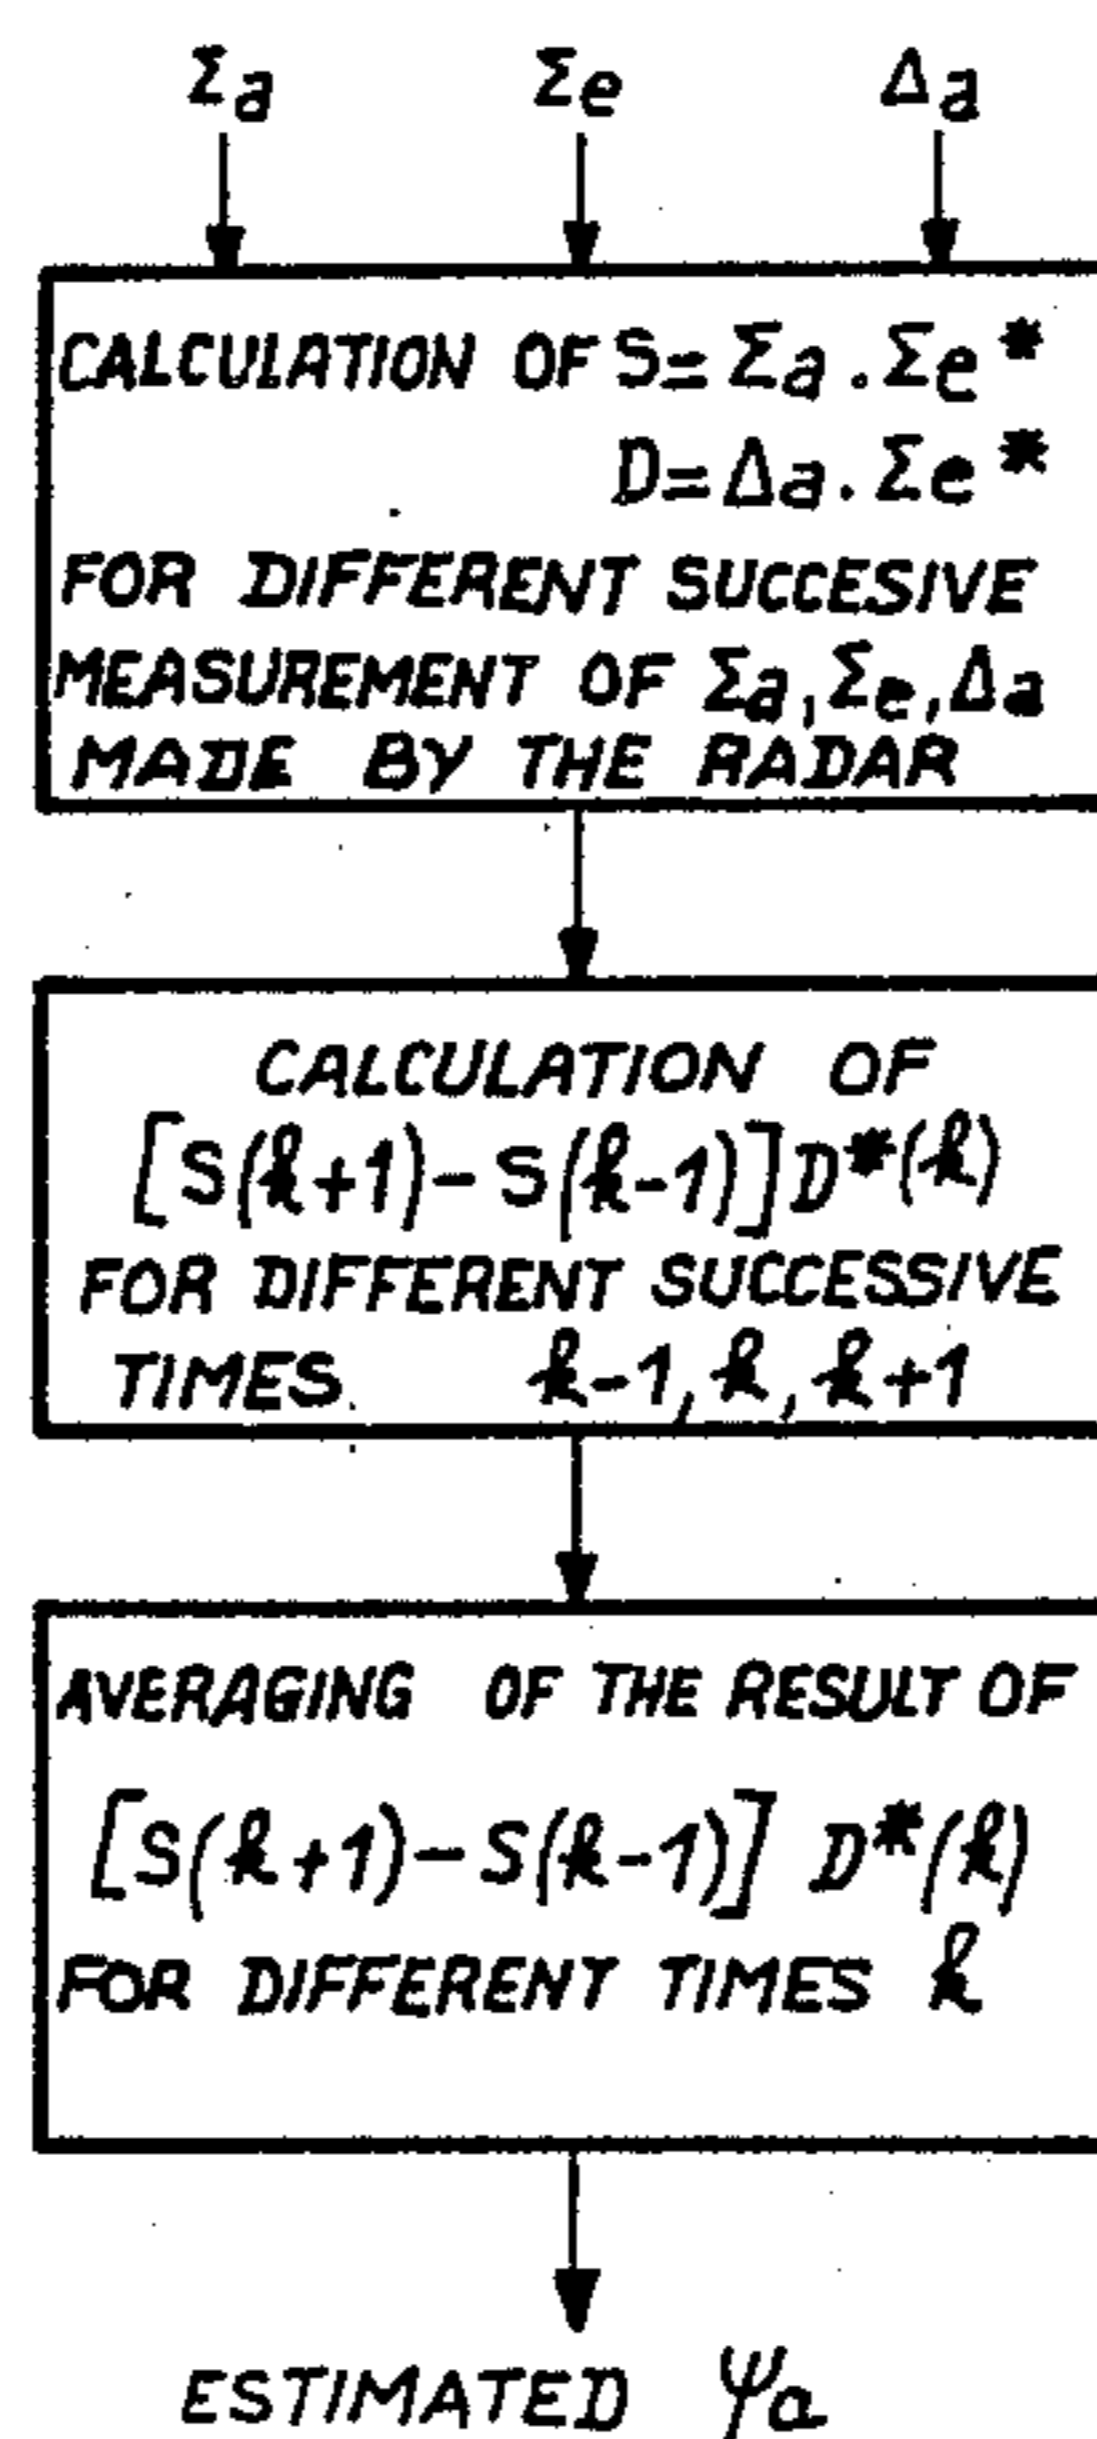 Σa Σe Δa
CALCULATION OF S=Σa.Σe*
D=Δa.Σe*
FOR DIFFERENT SUCCESIVE
MEASUREMENT OF Σa,Σe,Δa
MADE BY THE RADAR
CALCULATION OF
[S(k+1)-S(k-1)]D*(k)
FOR DIFFERENT SUCCESSIVE
TIMES k-1,k,k+1
AVERAGING OF THE RESULT OF
[S(k+1)-S(k-1)] D*(k)
FOR DIFFERENT TIMES k
ESTIMATED ψa